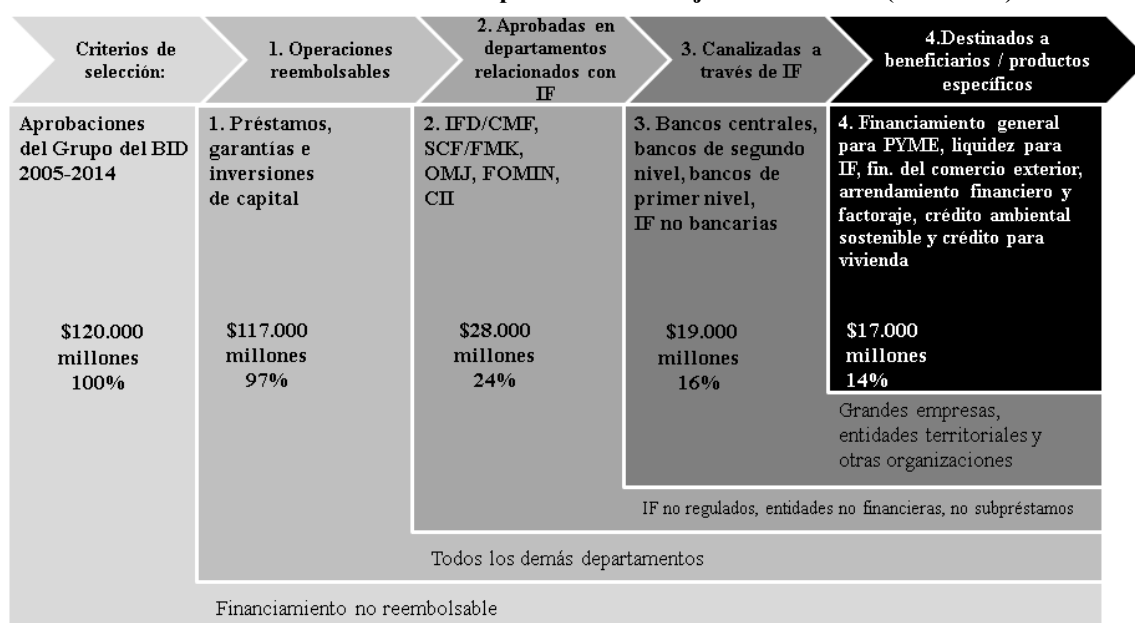 Criterios de
selección:
1. Operaciones
reembolsables
2. Aprobadas en
departamentos
relacionados con
IF
3. Canalizadas a
través de IF
4.Destinados a
beneficiarios / productos
específicos
Aprobaciones
del Grupo del BID
2005-2014
$120.000
millones
100%
1. Préstamos,
garantías e
inversiones
de capital
$117.000
millones
97%
2. IFD/CMF,
SCF/FMK,
OMJ, FOMIN,
CII
$28.000
millones
24%
3. Bancos centrales,
bancos de segundo
nivel, bancos de
primer nivel,
IF no bancarias
$19.000
millones
16%
4. Financiamiento general
para PYME, liquidez para
IF, fin. del comercio exterior,
arrendamiento financiero y
factoraje, crédito ambiental
sostenible y crédito para
vivienda
$17.000
millones
14%
Grandes empresas,
entidades territoriales y
otras organizaciones
IF no regulados, entidades no financieras, no subpréstamos
Todos los demás departamentos
Financiamiento no reembolsable